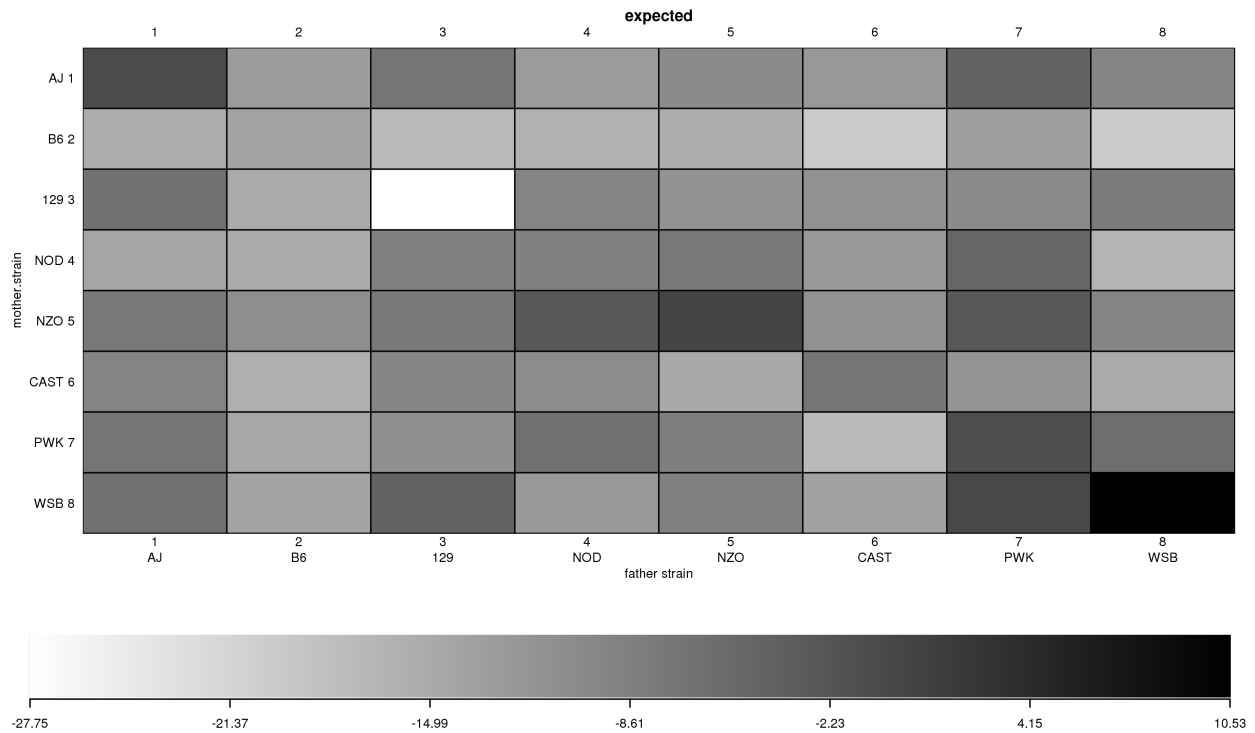 expected
1 2 3 4 5 6 7 8
AJ 1
B6 2
129 3
NOD 4
mother.strain
NZO 5
CAST 6
PWK 7
WSB 8
1 2 3 4 5 6 7 8
AJ B6 129 NOD NZO CAST PWK WSB
father strain
-27.75 -21.37 -14.99 -8.61 -2.23 4.15 10.53